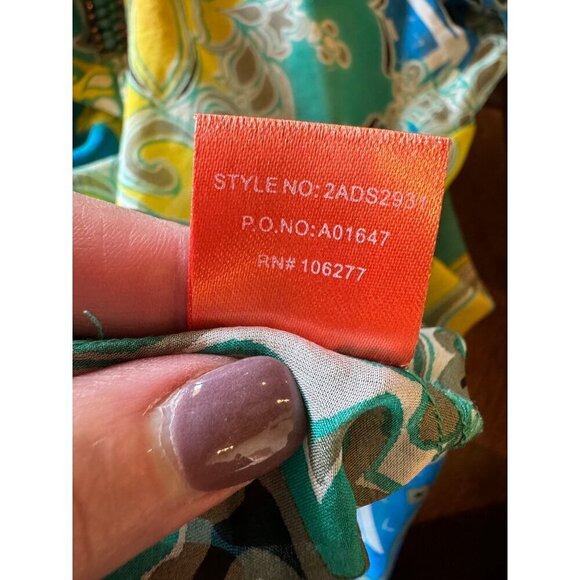 STYLE NO: 2ADS2931
P.O.NO: A01647
RN# 106277